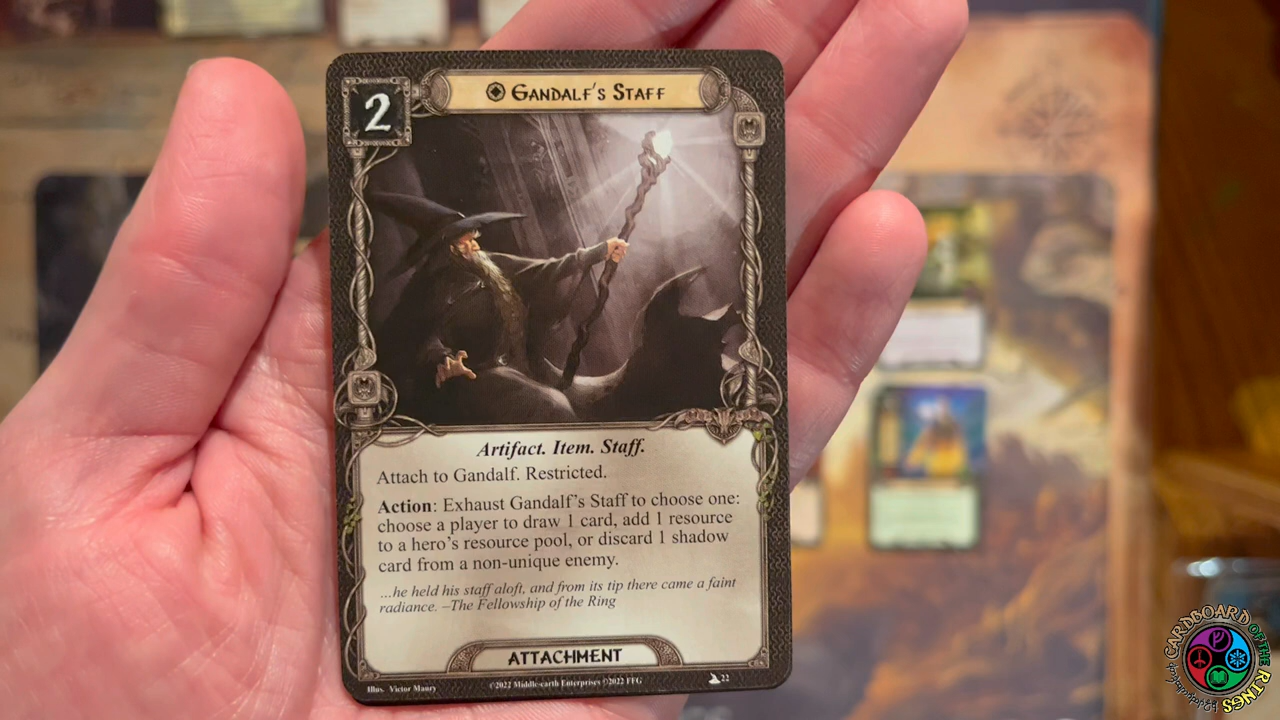 2
Gandalf's Staff
Artifact. Item. Staff.
Attach to Gandalf. Restricted.
Action: Exhaust Gandalf's Staff to choose one:
choose a player to draw 1 card, add 1 resource
to a hero's resource pool, or discard 1 shadow
card from a non-unique enemy.
...he held his staff aloft, and from its tip there came a faint
radiance. –The Fellowship of the Ring
ATTACHMENT
Illus. Victor Maury
©2022 Middle-earth Enterprises ©2022 FFG
22
CARDBOARD OF THE RINGS